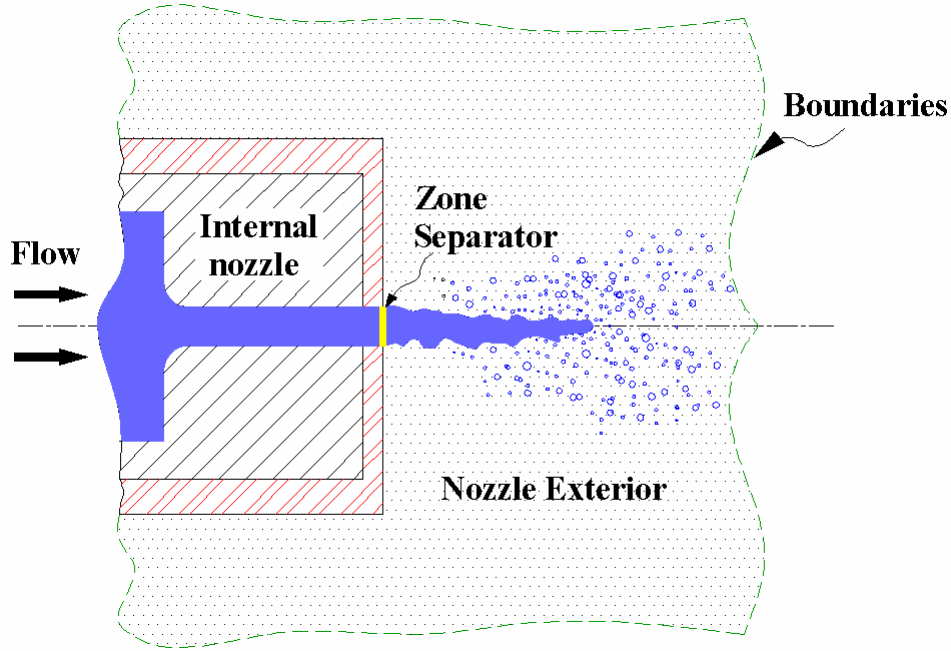 Boundaries
Zone
Separator
Internal
nozzle
Flow
Nozzle Exterior